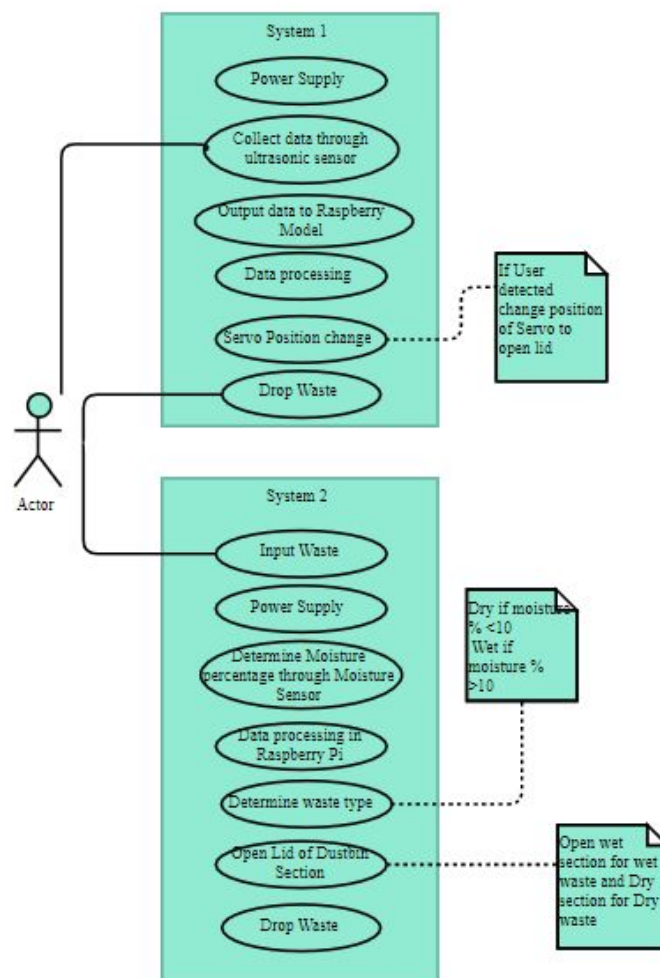 System 1
Power Supply
Collect data through
ultrasonic sensor
Output data to Raspberry
Model
Data processing
Servo Position change
Drop Waste
If User
detected
change position
of Servo to
open lid
Actor
System 2
Input Waste
Power Supply
Determine Moisture
percentage through Moisture
Sensor
Data processing in
Raspberry Pi
Determine waste type
Open Lid of Dustbin
Section
Drop Waste
Dry if moisture
% <10
Wet if
moisture %
>10
Open wet
section for wet
waste and Dry
section for Dry
waste